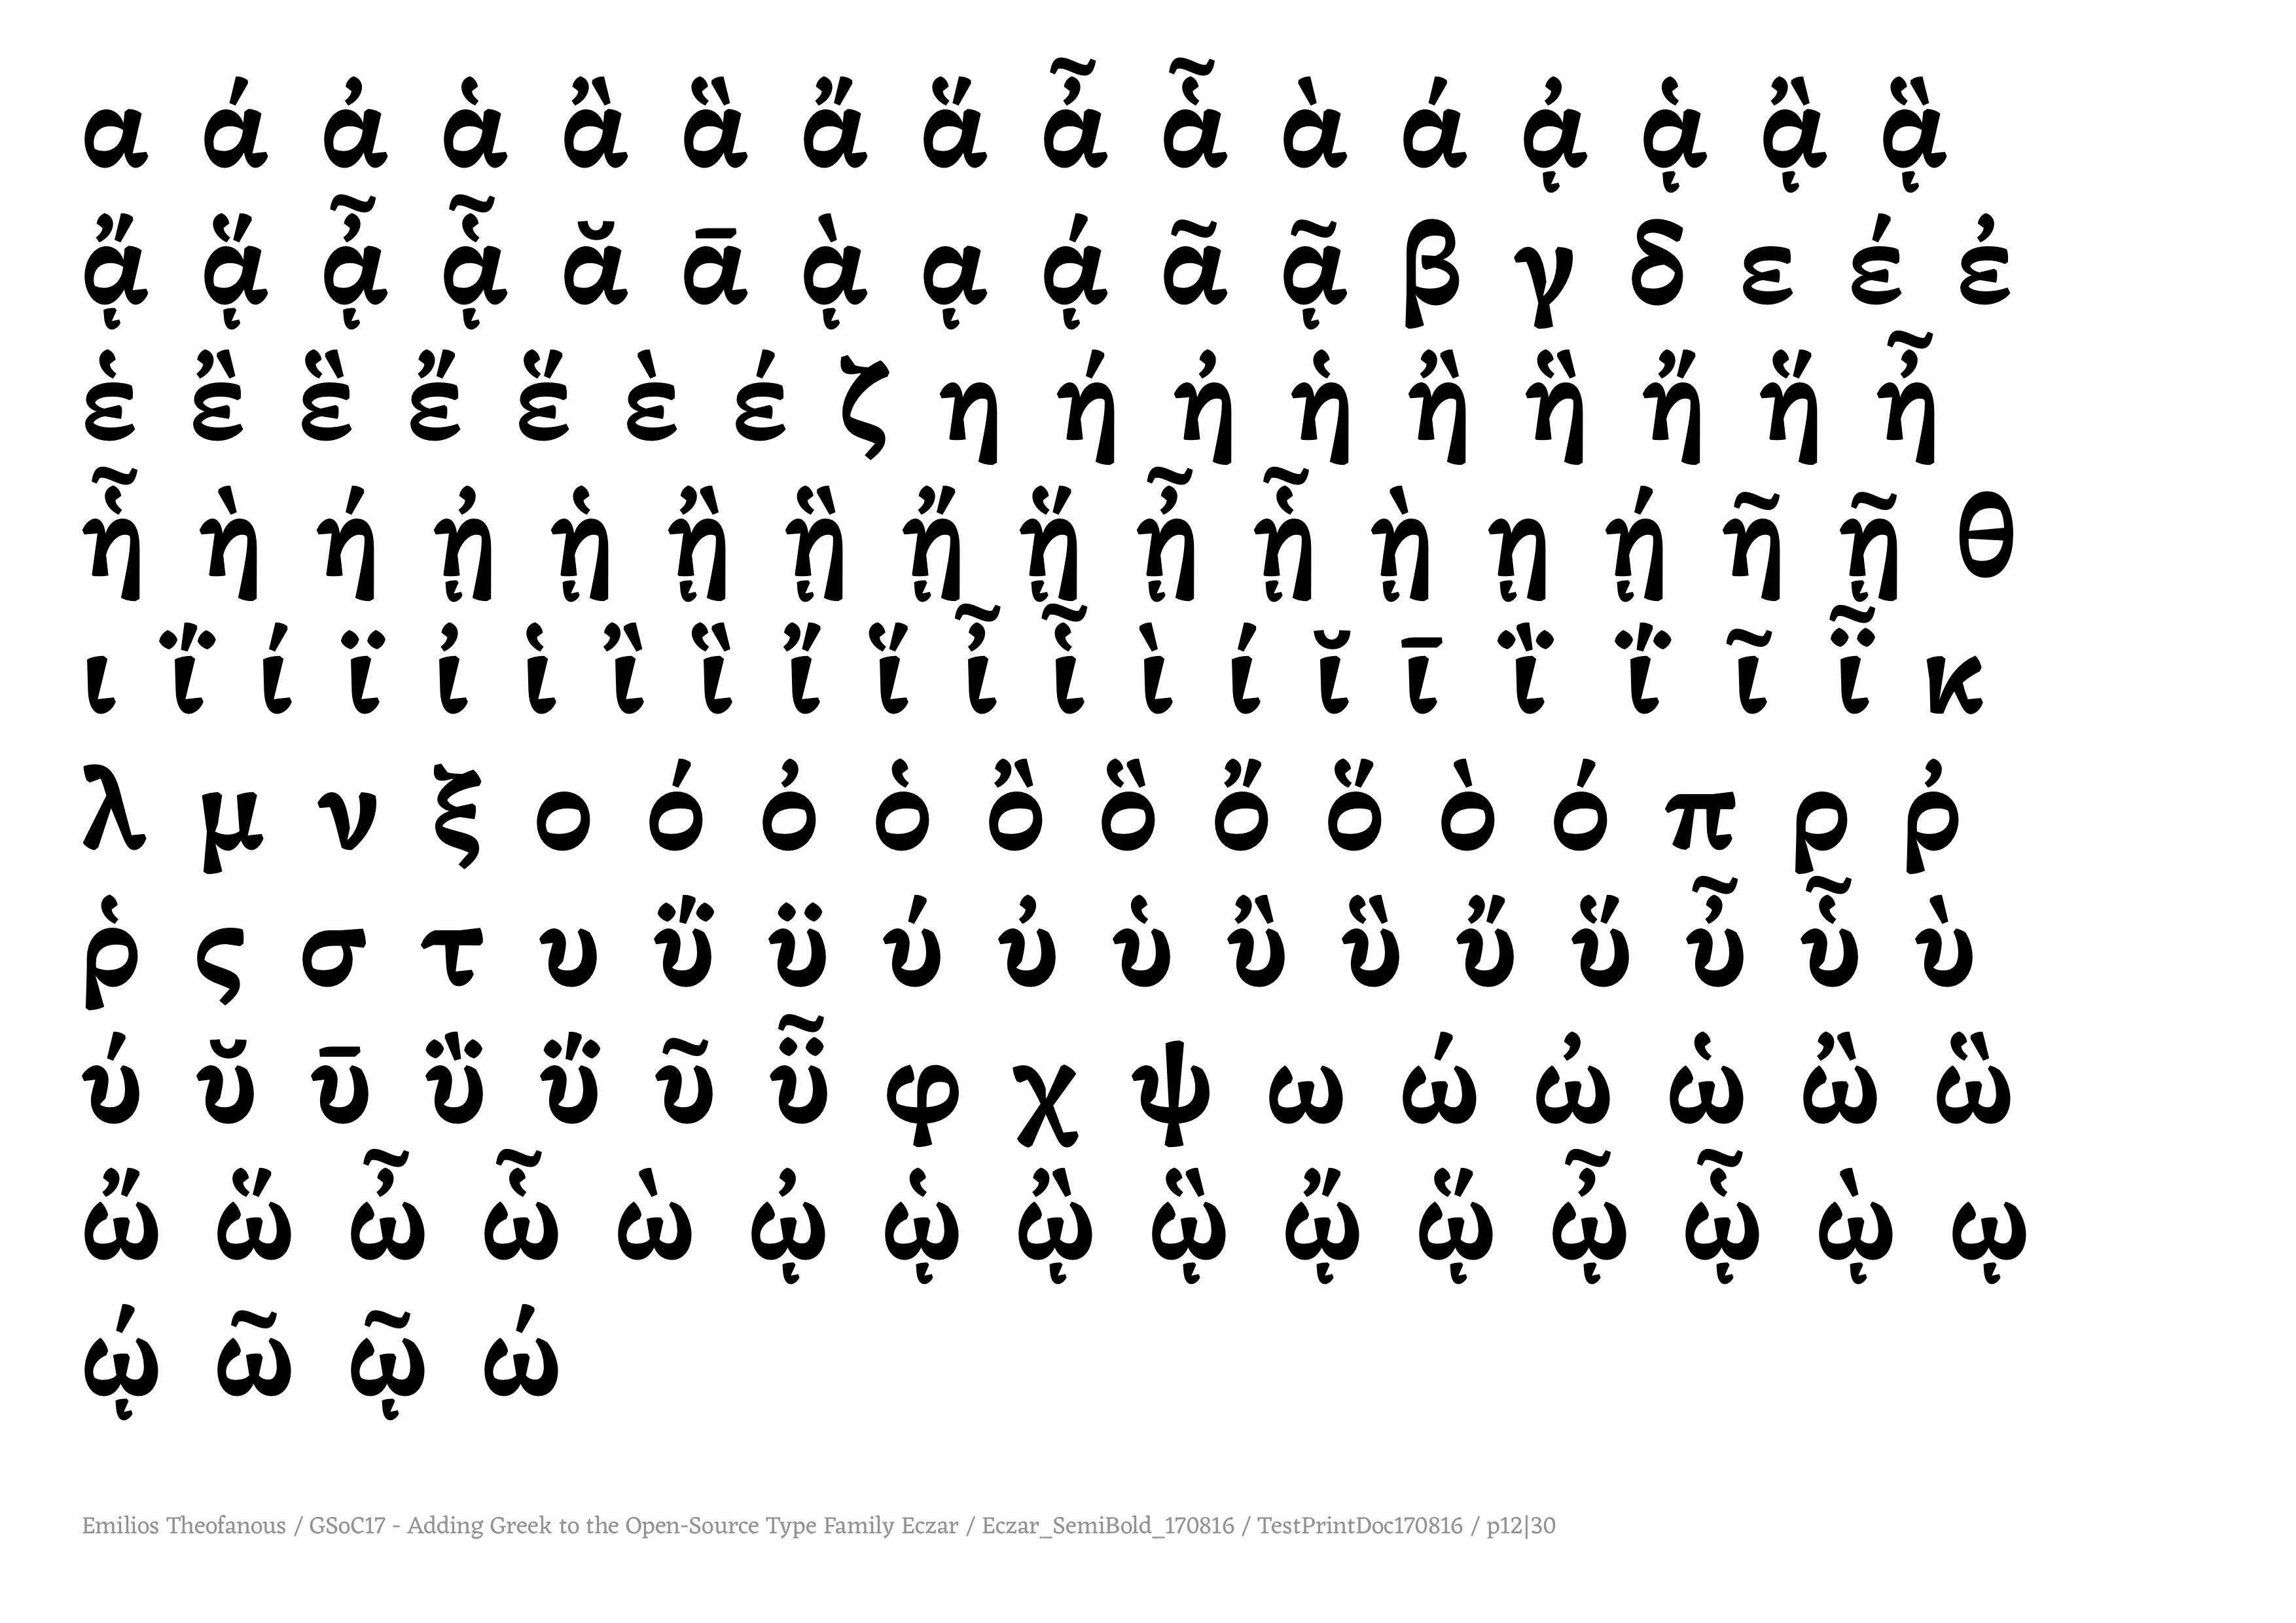 α ά ἀ ἁ ἂ ἃ ἄ ἅ ἆ ἇ ὰ ά ᾀ ᾁ ᾂ ᾃ
ᾄ ᾅ ᾆ ᾇ ᾰ ᾱ ᾲ ᾳ ᾴ ᾶ ᾷ β γ δ ε έ ἐ
ἑ ἒ ἓ ἔ ἕ ὲ έ ζ η ή ἠ ἡ ἢ ἣ ἤ ἥ ἦ
ἧ ὴ ή ᾐ ᾑ ᾒ ᾓ ᾔ ᾕ ᾖ ᾗ ῂ ῃ ῄ ῆ ῇ θ
ι ΐ ί ϊ ἰ ἱ ἲ ἳ ἴ ἵ ἶ ἷ ὶ ί ῐ ῑ ῒ ΐ ῖ ῗ κ
λ μ ν ξ ο ό ὀ ὁ ὂ ὃ ὄ ὅ ὸ ό π ρ ῤ
ῥ ς σ τ υ ΰ ϋ ύ ὐ ὑ ὒ ὓ ὔ ὕ ὖ ὗ ὺ
ύ ῠ ῡ ῢ ΰ ῦ ῧ φ χ ψ ω ώ ὠ ὡ ὢ ὣ
ὤ ὥ ὦ ὧ ὼ ᾠ ᾡ ᾢ ᾣ ᾤ ᾥ ᾦ ᾧ ῲ ῳ
ῴ ῶ ῷ ώ
Emilios Theofanous / GSoC17 - Adding Greek to the Open-Source Type Family Eczar / Eczar_SemiBold_170816 / TestPrintDoc170816 / p12|30